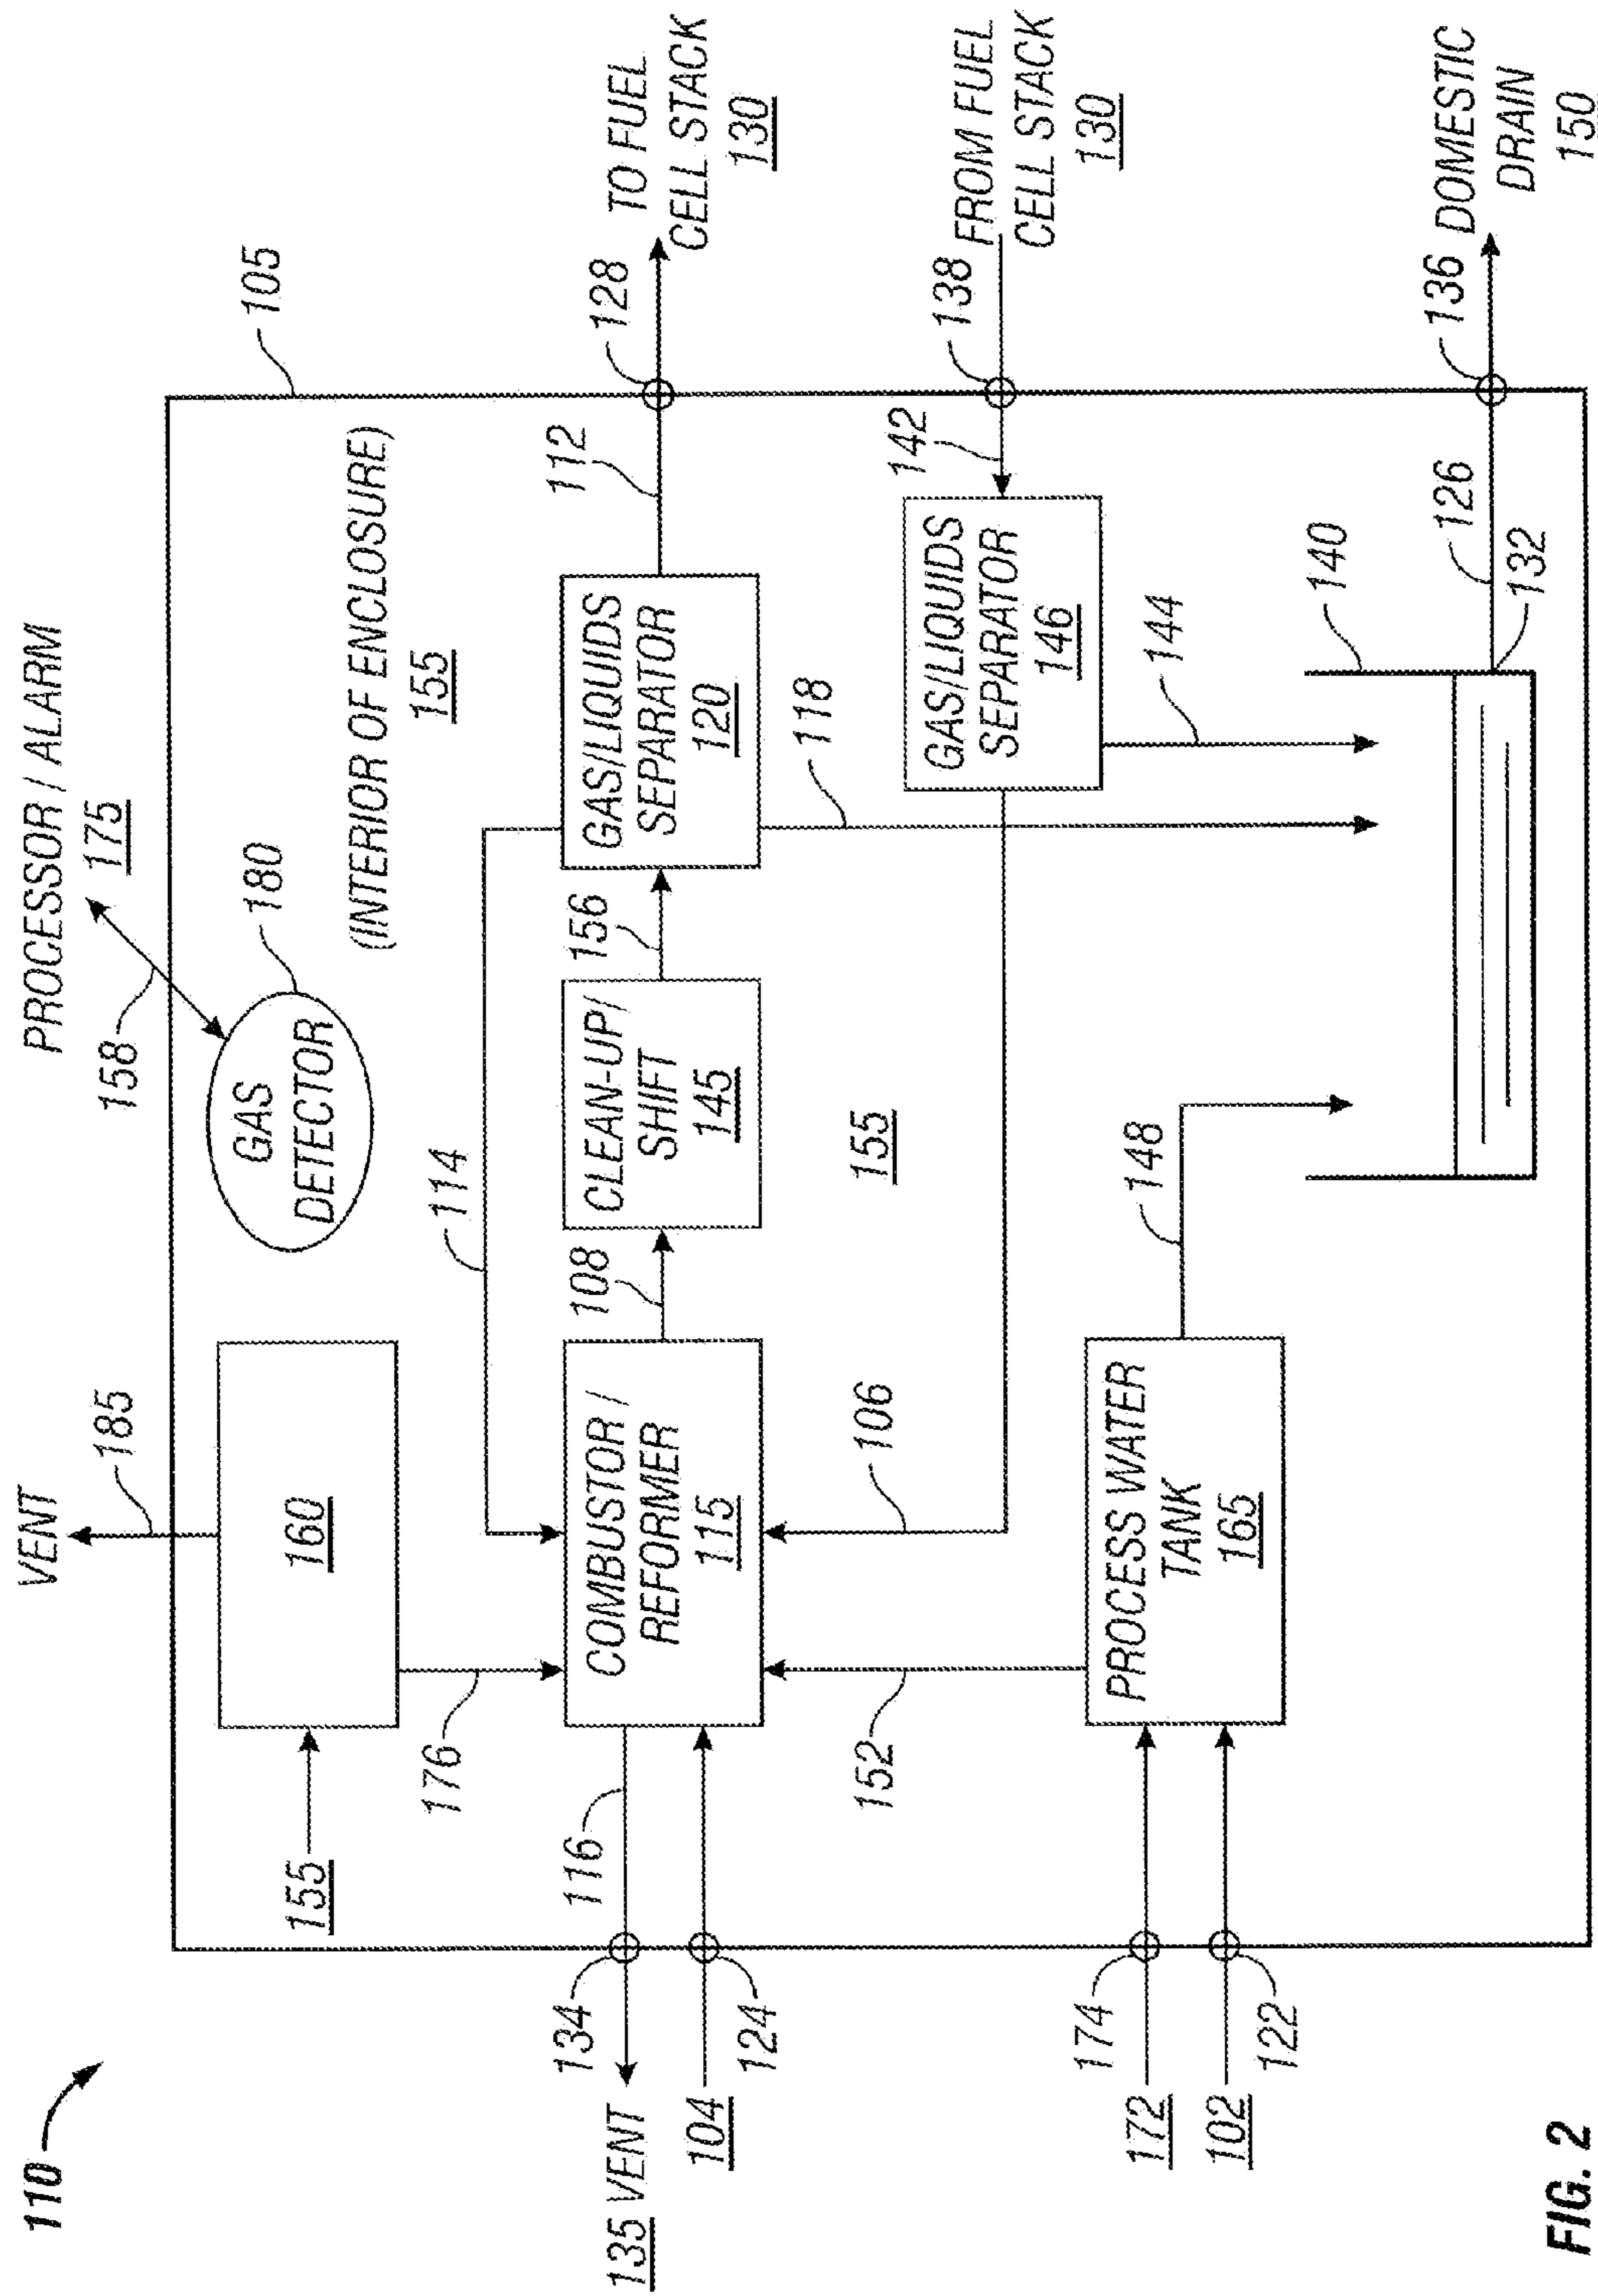 110
VENT
185
PROCESSOR / ALARM
175
158
GAS
DETECTOR
180
105
155
160
(INTERIOR OF ENCLOSURE)
155
176
114
112
128
TO FUEL
CELL STACK
130
135 VENT
134
116
COMBUSTOR /
REFORMER
115
108
CLEAN-UP/
SHIFT
145
156
GAS/LIQUIDS
SEPARATOR
120
104
124
152
106
155
118
142
138
FROM FUEL
CELL STACK
130
GAS/LIQUIDS
SEPARATOR
146
144
172
174
102
122
PROCESS WATER
TANK
165
148
140
126
132
136
DOMESTIC
DRAIN
150
FIG. 2